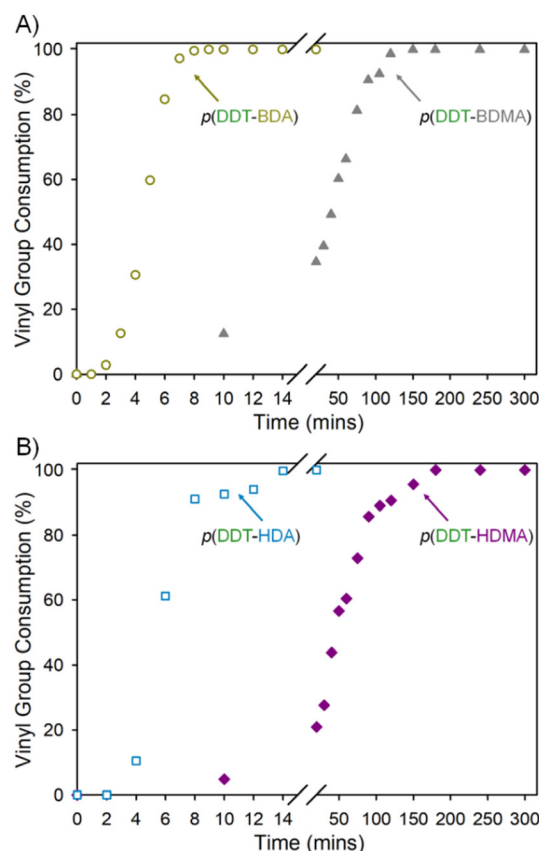 A)
Vinyl Group Consumption (%)
100
80
60
40
20
0
p(DDT-BDA)
p(DDT-BDMA)
0 2 4 6 8 10 12 14 50 100 150 200 250 300
Time (mins)
B)
Vinyl Group Consumption (%)
100
80
60
40
20
0
p(DDT-HDA)
p(DDT-HDMA)
0 2 4 6 8 10 12 14 50 100 150 200 250 300
Time (mins)